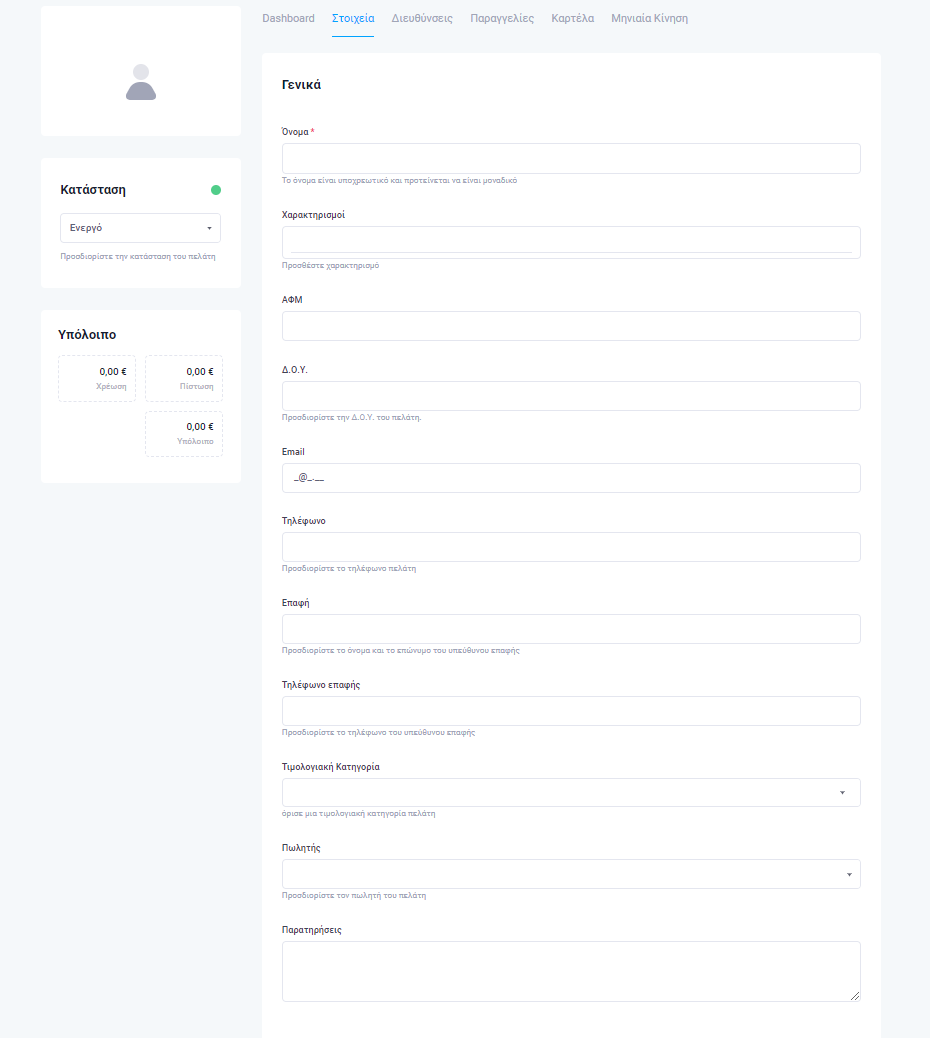 Dashboard Στοιχεία Διευθύνσεις Παραγγελίες Καρτέλα Μηνιαία Κίνηση
Κατάσταση
Ενεργό
Προσδιορίστε την κατάσταση του πελάτη
Υπόλοιπο
0,00 €
Χρέωση
0,00 €
Πίστωση
0,00 €
Υπόλοιπο
Γενικά
Όνομα *
Το όνομα είναι υποχρεωτικό και προτείνεται να είναι μοναδικό
Χαρακτηρισμοί
Προσθέστε χαρακτηρισμό
ΑΦΜ
Δ.Ο.Υ.
Προσδιορίστε την Δ.Ο.Υ. του πελάτη.
Email
_@_.__
Τηλέφωνο
Προσδιορίστε το τηλέφωνο πελάτη
Επαφή
Προσδιορίστε το όνομα και το επώνυμο του υπεύθυνου επαφής
Τηλέφωνο επαφής
Προσδιορίστε το τηλέφωνο του υπεύθυνου επαφής
Τιμολογιακή Κατηγορία
όρισε μια τιμολογιακή κατηγορία πελάτη
Πωλητής
Προσδιορίστε τον πωλητή του πελάτη
Παρατηρήσεις